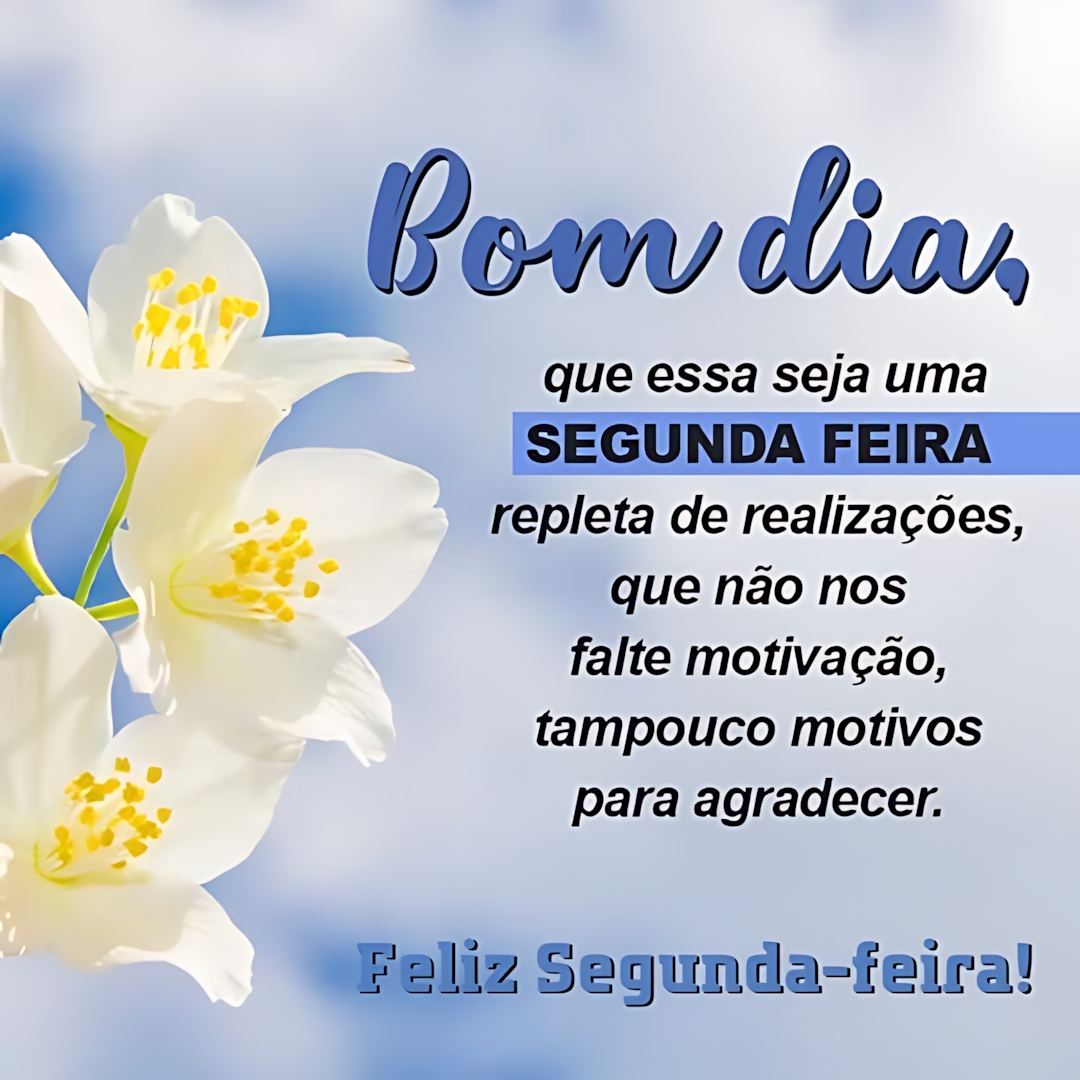 Bom dia,
que essa seja uma
SEGUNDA FEIRA
repleta de realizações,
que não nos
falte motivação,
tampouco motivos
para agradecer.
Feliz Segunda-feira!